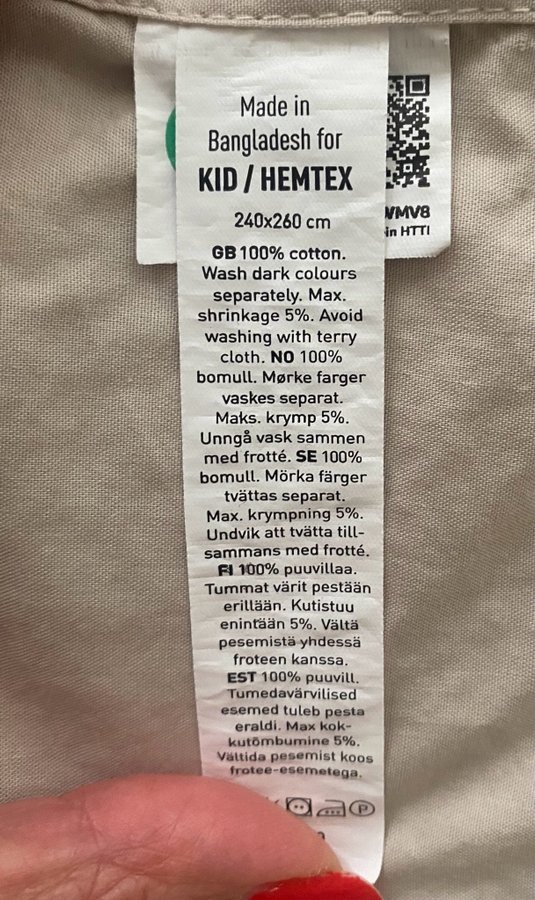 Made in
Bangladesh for
KID / HEMTEX
240x260 cm
GB 100% cotton.
Wash dark colours
separately. Max.
shrinkage 5%. Avoid
washing with terry
cloth. NO 100%
bomull. Mørke farger
vaskes separat.
Maks. krymp 5%.
Unngå vask sammen
med frotté. SE 100%
bomull. Mörka färger
tvättas separat.
Max. krympning 5%.
Undvik att tvätta till-
sammans med frotté.
FI 100% puuvillaa.
Tummat värit pestään
erillään. Kutistuu
enintään 5%. Vältä
pesemistä yhdessä
froteen kanssa.
EST 100% puuvill.
Tumedavärvilised
esemed tuleb pesta
eraldi. Max kok-
kutõmbumine 5%.
Vältida pesemist koos
frotee-esemetega.
P
VMV8
in HTTI